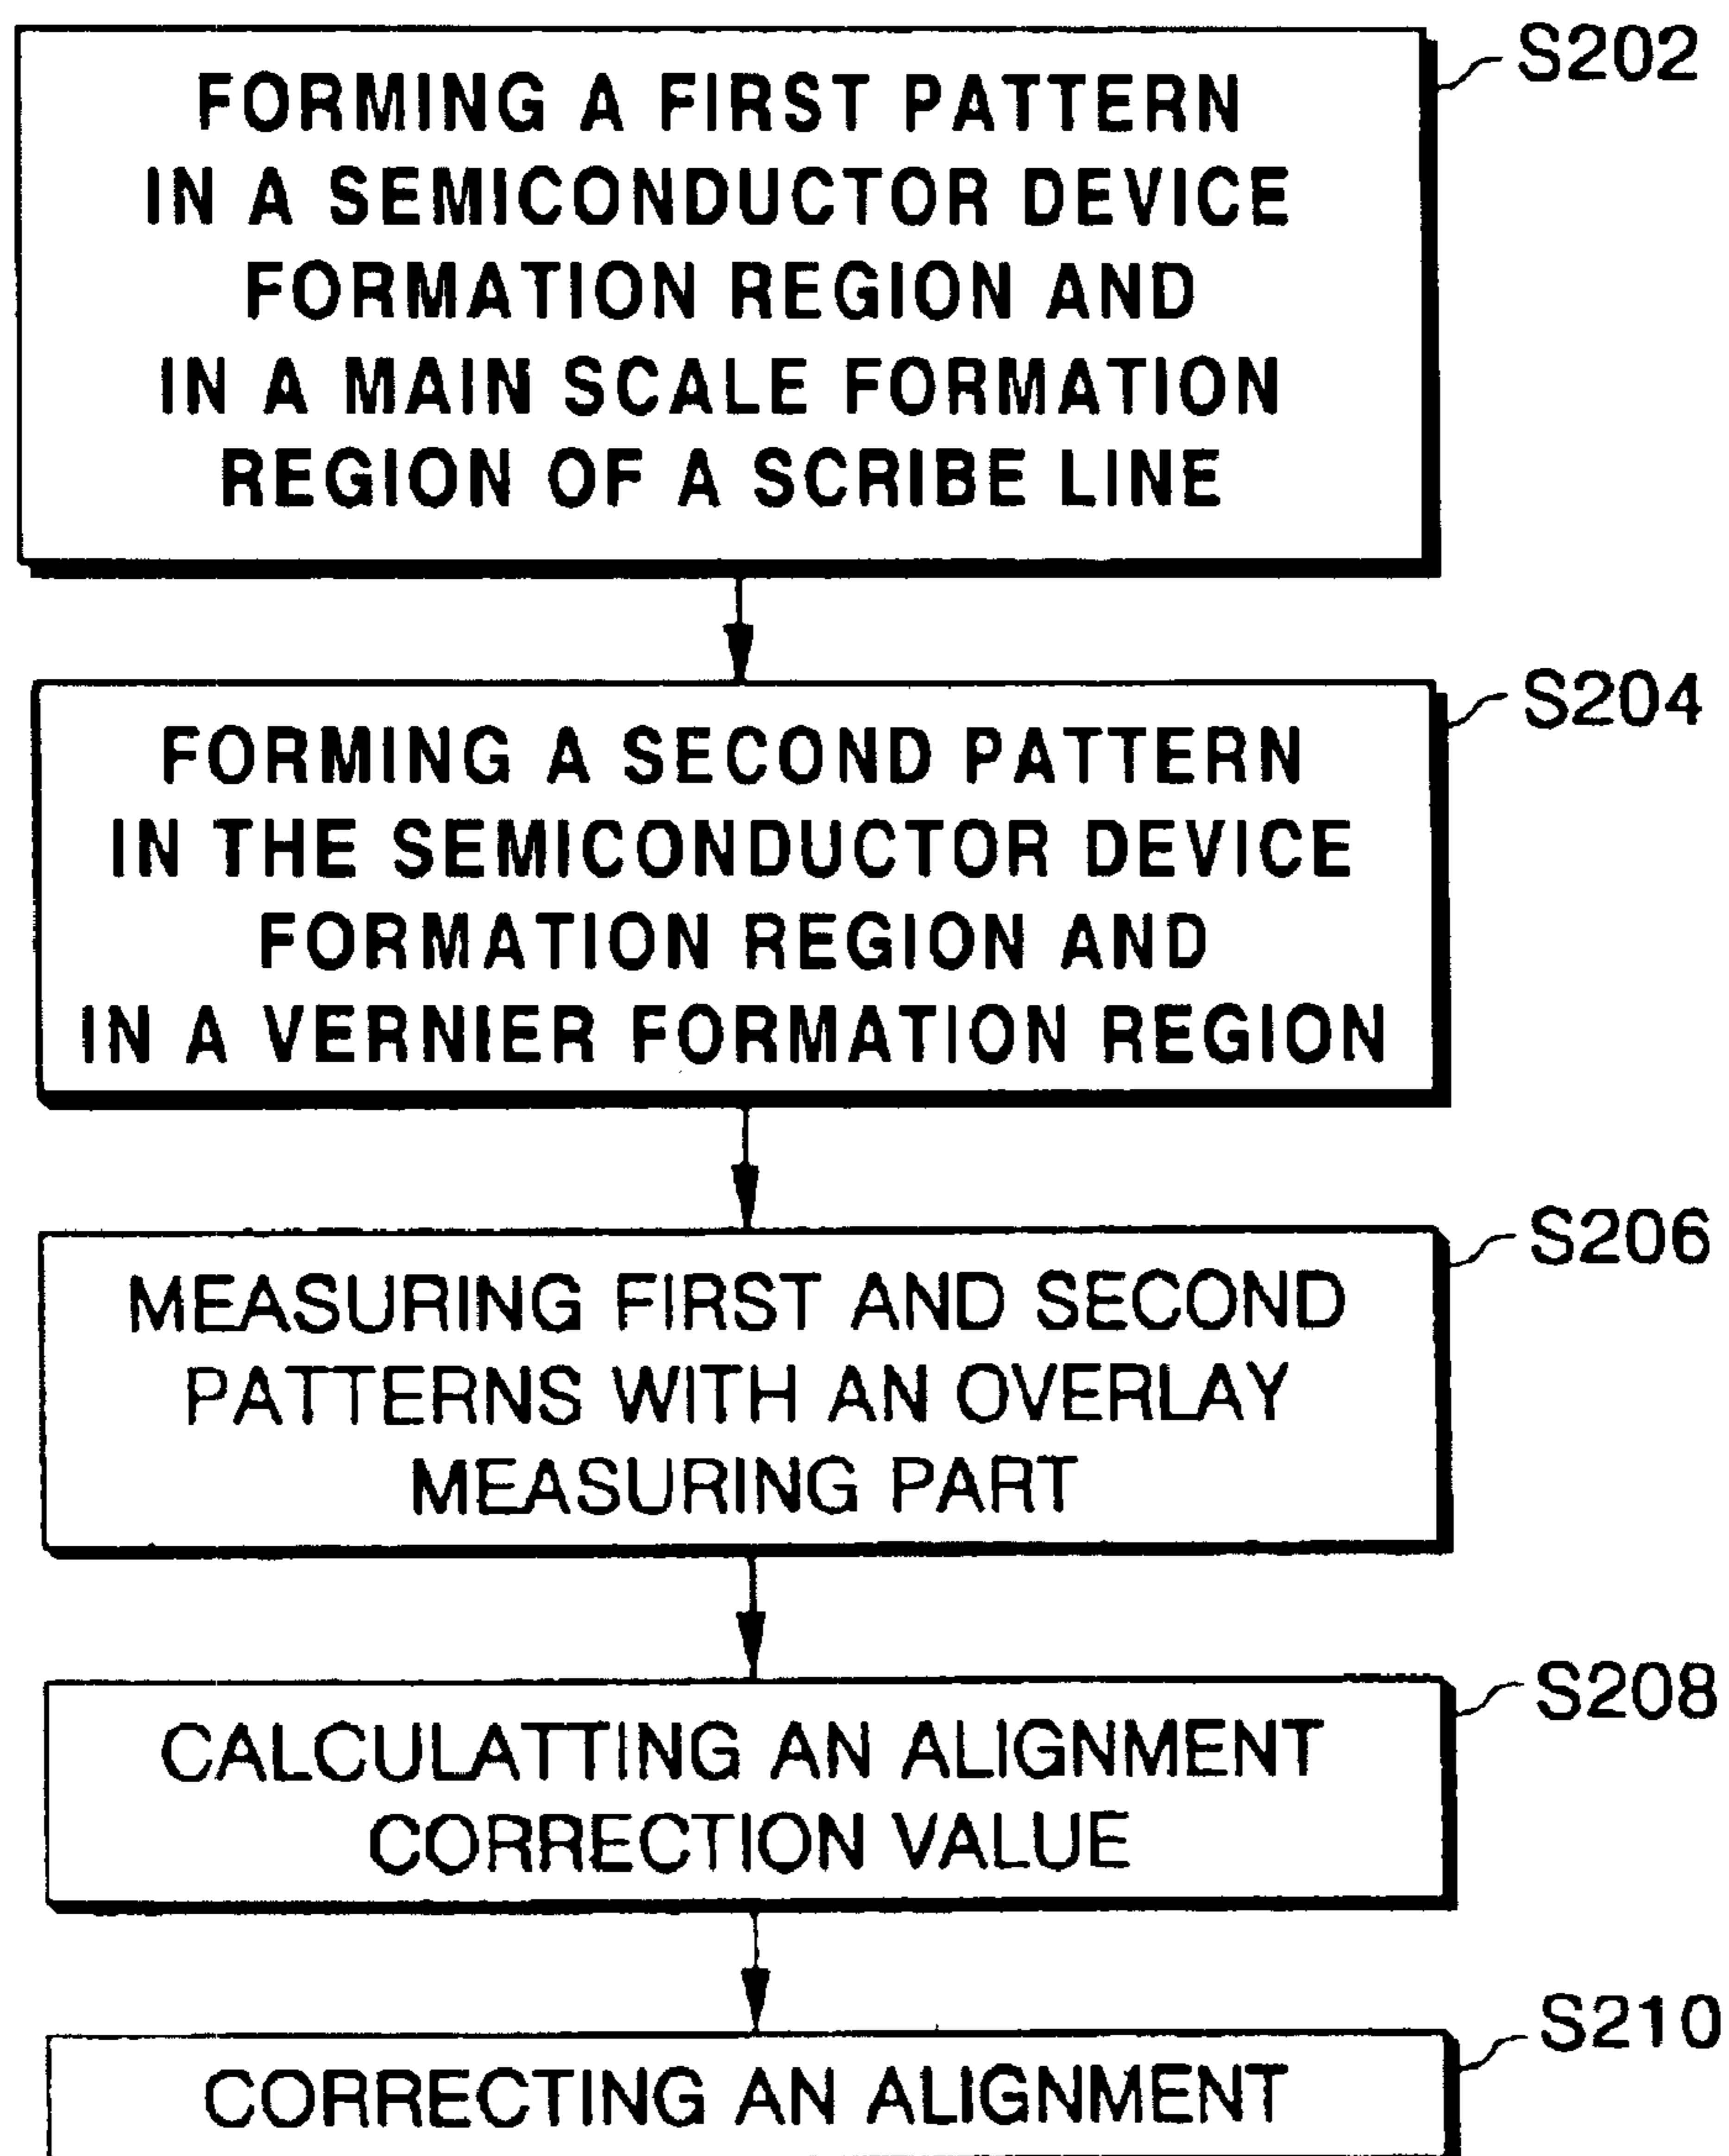 S202
FORMING A FIRST PATTERN
IN A SEMICONDUCTOR DEVICE
FORMATION REGION AND
IN A MAIN SCALE FORMATION
REGION OF A SCRIBE LINE
S204
FORMING A SECOND PATTERN
IN THE SEMICONDUCTOR DEVICE
FORMATION REGION AND
IN A VERNIER FORMATION REGION
S206
MEASURING FIRST AND SECOND
PATTERNS WITH AN OVERLAY
MEASURING PART
S208
CALCULATTING AN ALIGNMENT
CORRECTION VALUE
S210
CORRECTING AN ALIGNMENT